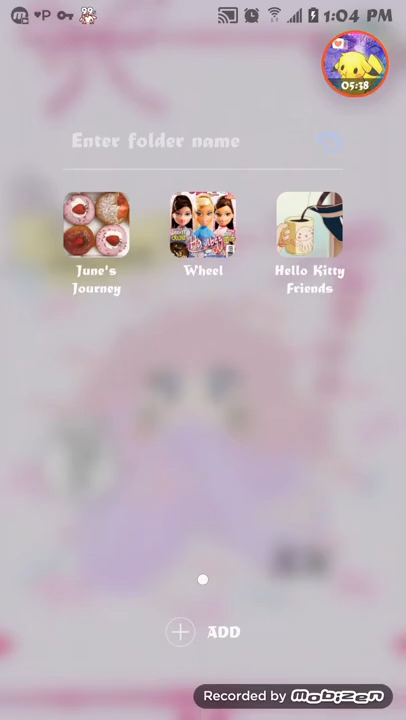 ♥P
1:04 PM
05:38
Enter folder name
June's
Journey
Wheel
Hello Kitty
Friends
ADD
Recorded by mobizen